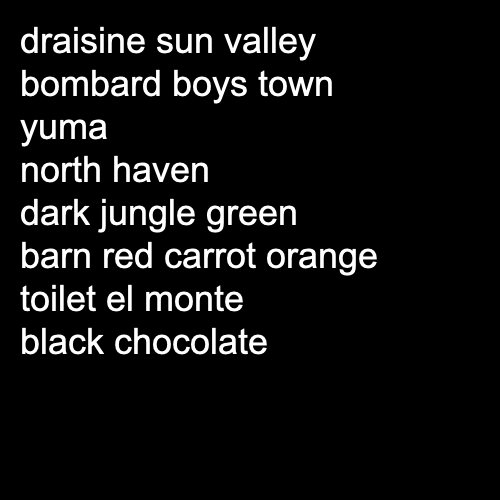 draisine sun valley
bombard boys town
yuma
north haven
dark jungle green
barn red carrot orange
toilet el monte
black chocolate